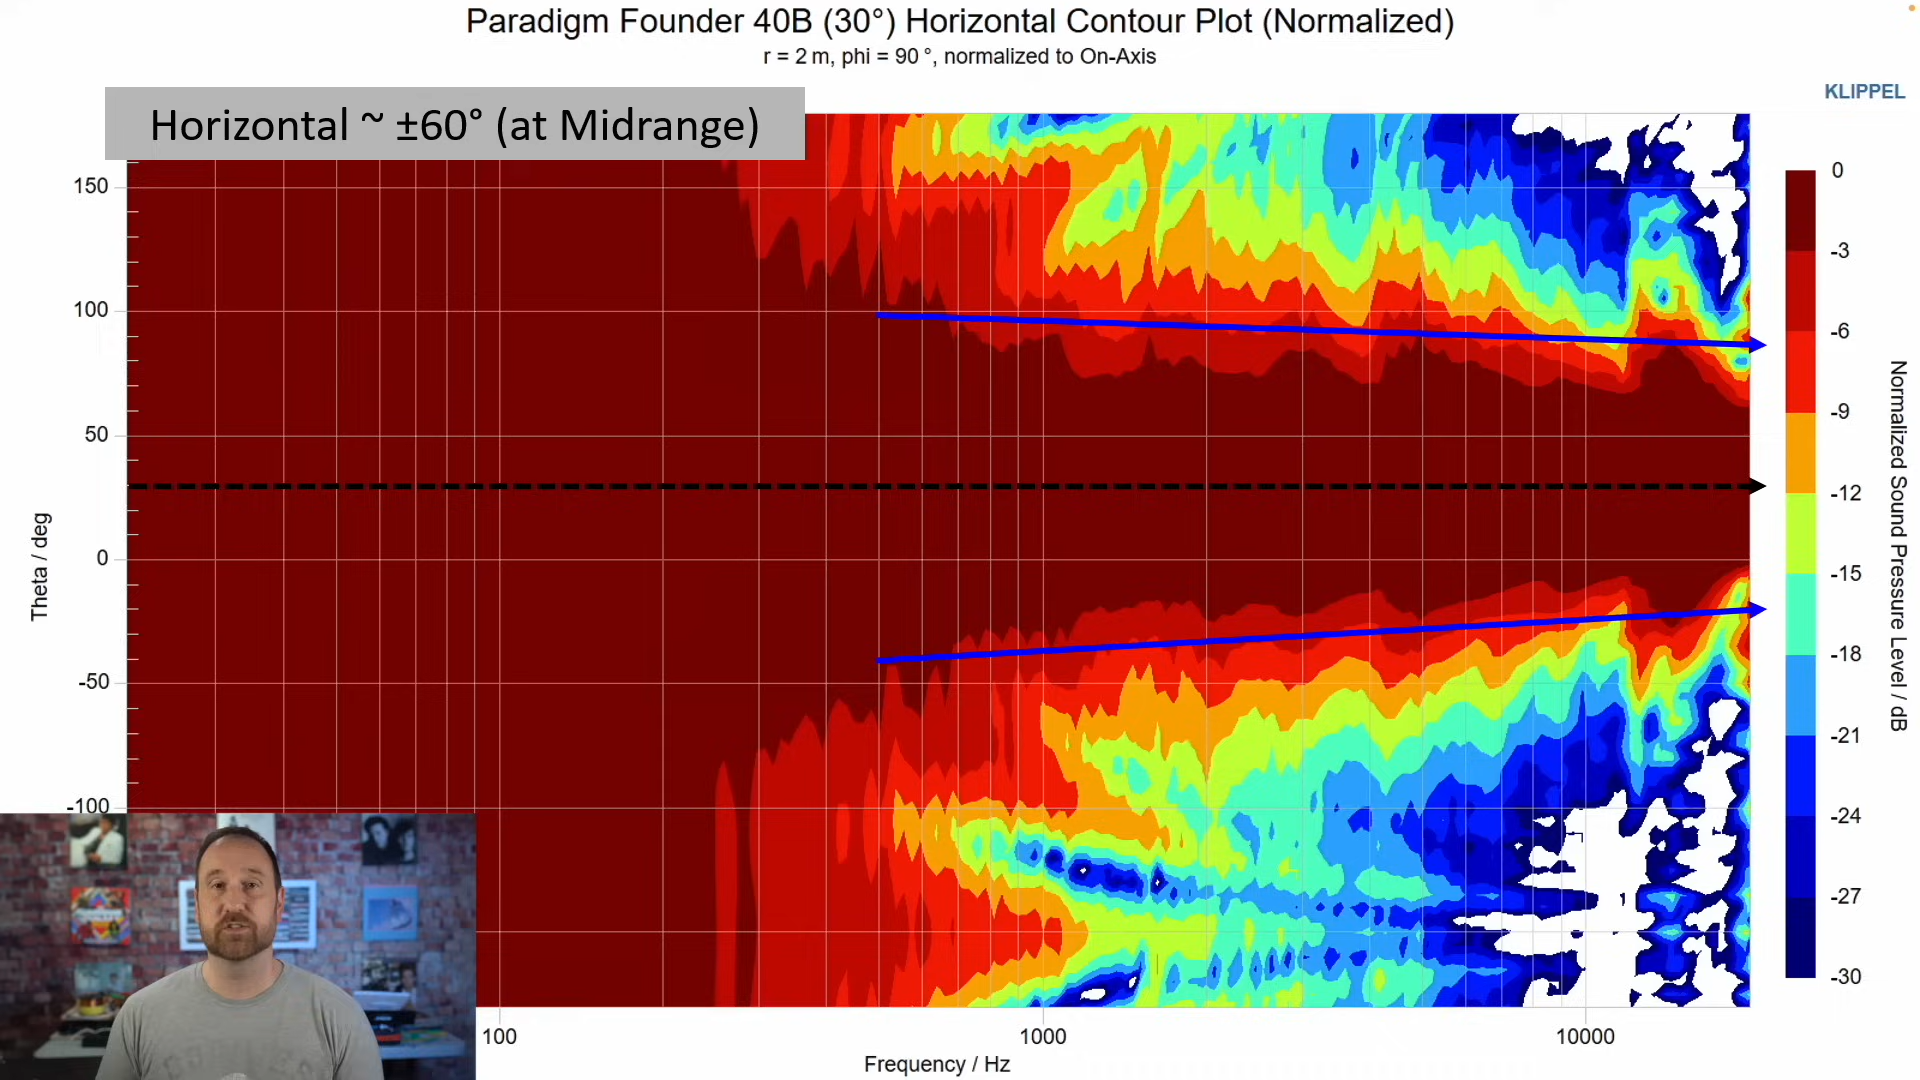 Paradigm Founder 40B (30°) Horizontal Contour Plot (Normalized)
r = 2 m, phi = 90 °, normalized to On-Axis
KLIPPEL
Horizontal ~ ±60° (at Midrange)
150
100
50
0
-50
-100
Theta / deg
100
1000
10000
Frequency / Hz
0
-3
-6
-9
-12
-15
-18
-21
-24
-27
-30
Normalized Sound Pressure Level / dB